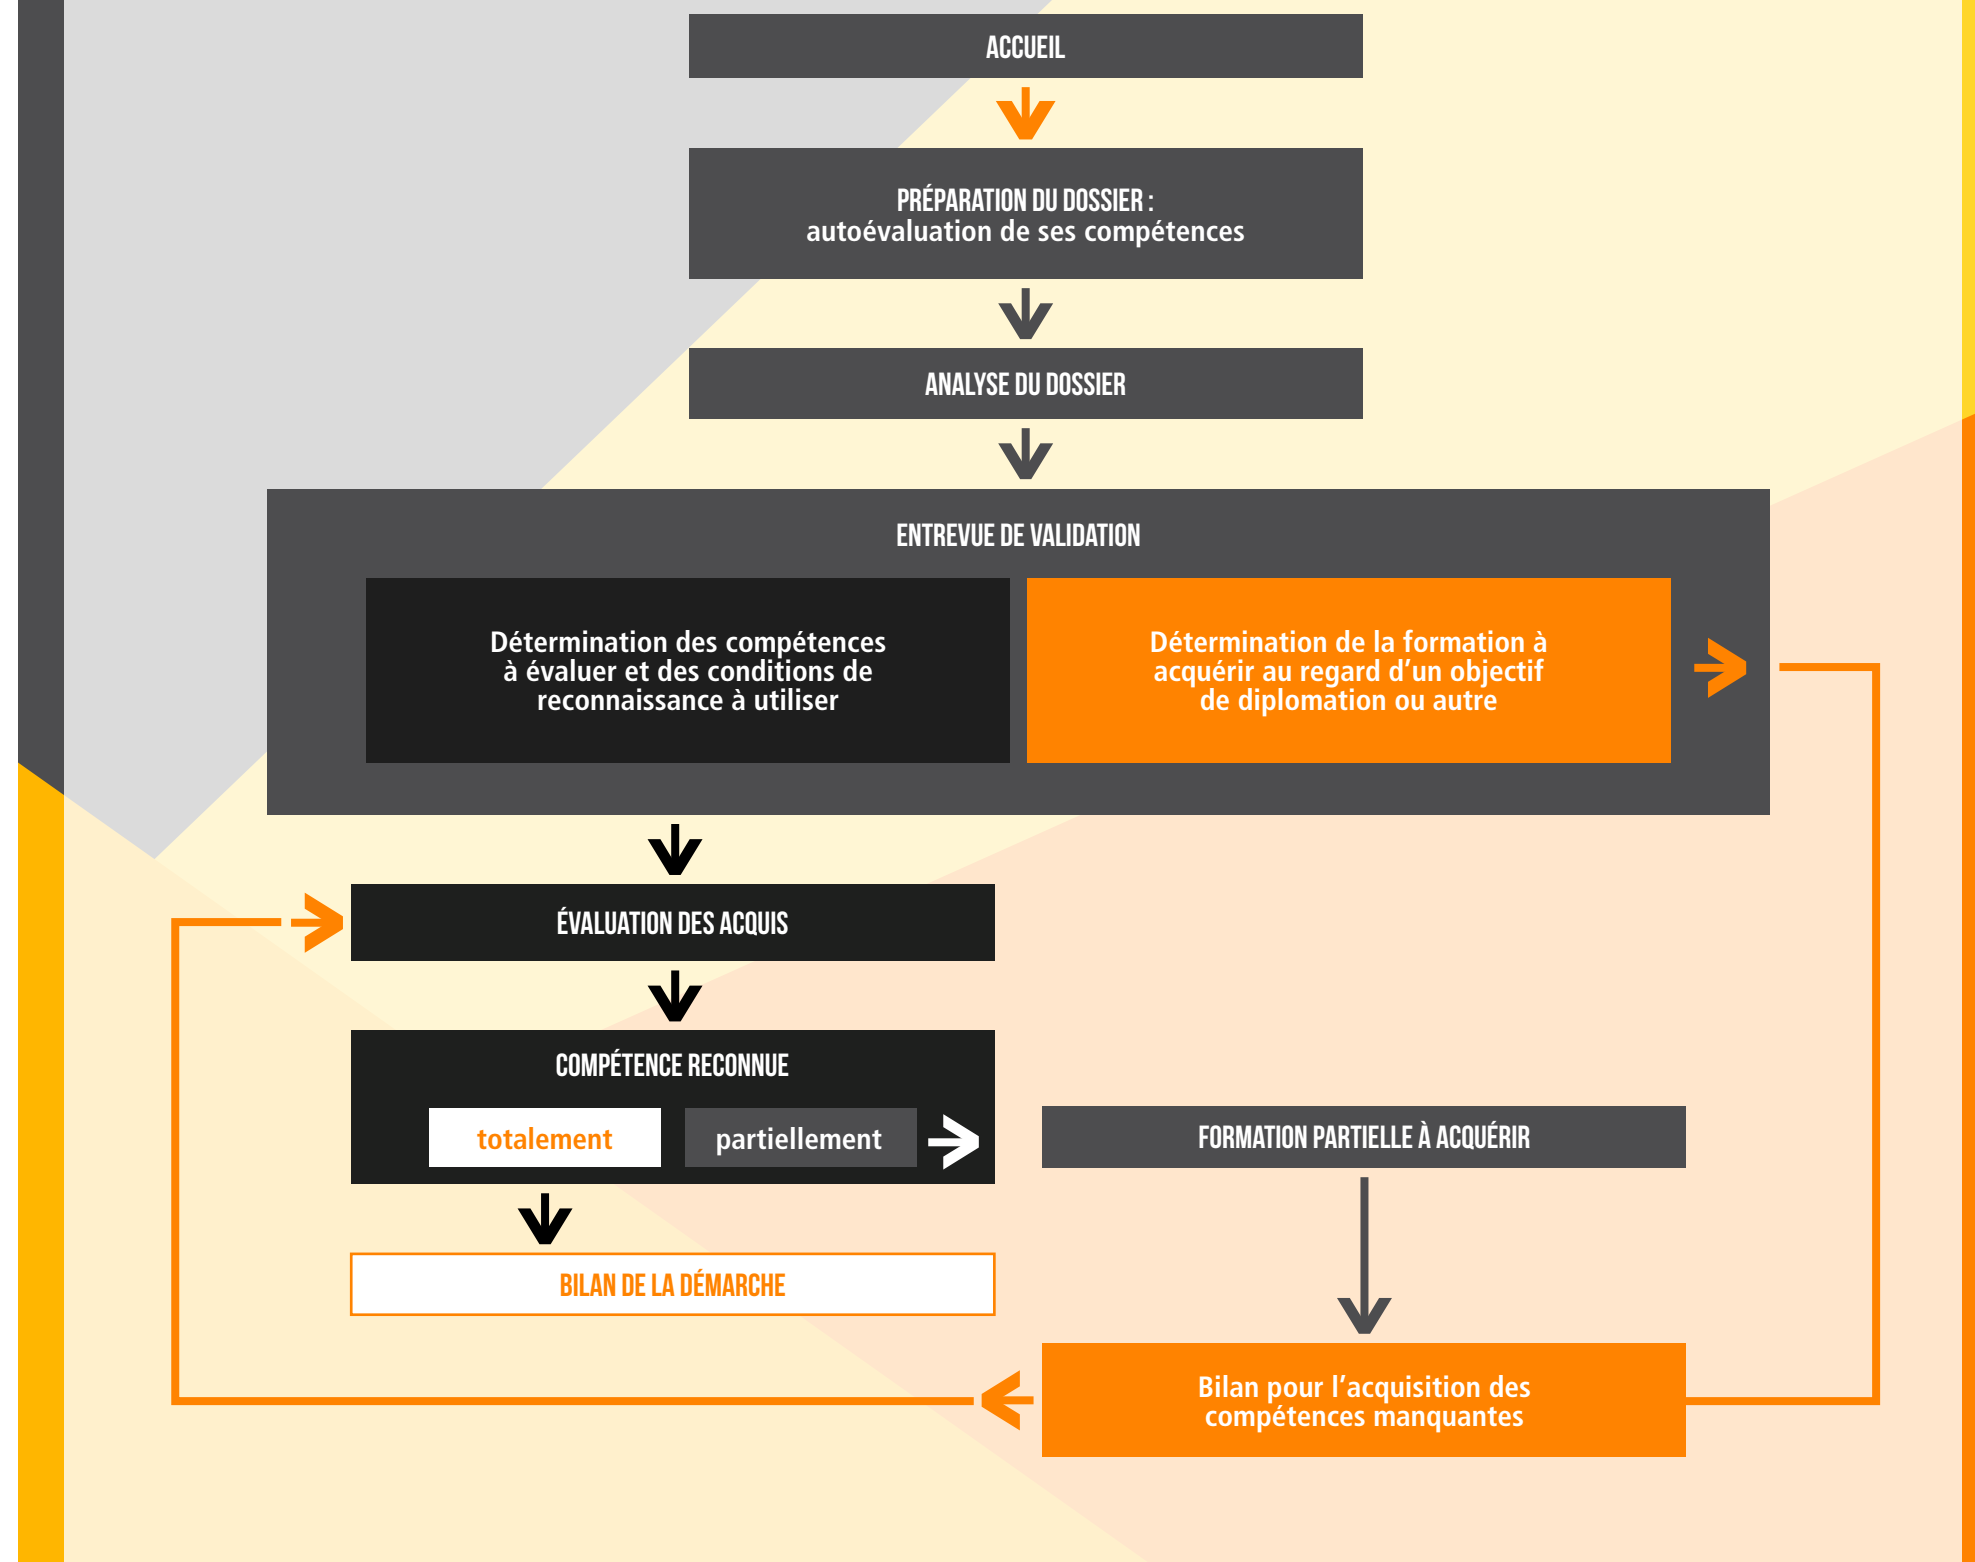 ACCUEIL
PRÉPARATION DU DOSSIER :
autoévaluation de ses compétences
ANALYSE DU DOSSIER
ENTREVUE DE VALIDATION
Détermination des compétences
à évaluer et des conditions de
reconnaissance à utiliser
Détermination de la formation à
acquérir au regard d’un objectif
de diplomation ou autre
ÉVALUATION DES ACQUIS
COMPÉTENCE RECONNUE
totalement
partiellement
FORMATION PARTIELLE À ACQUÉRIR
BILAN DE LA DÉMARCHE
Bilan pour l’acquisition des
compétences manquantes